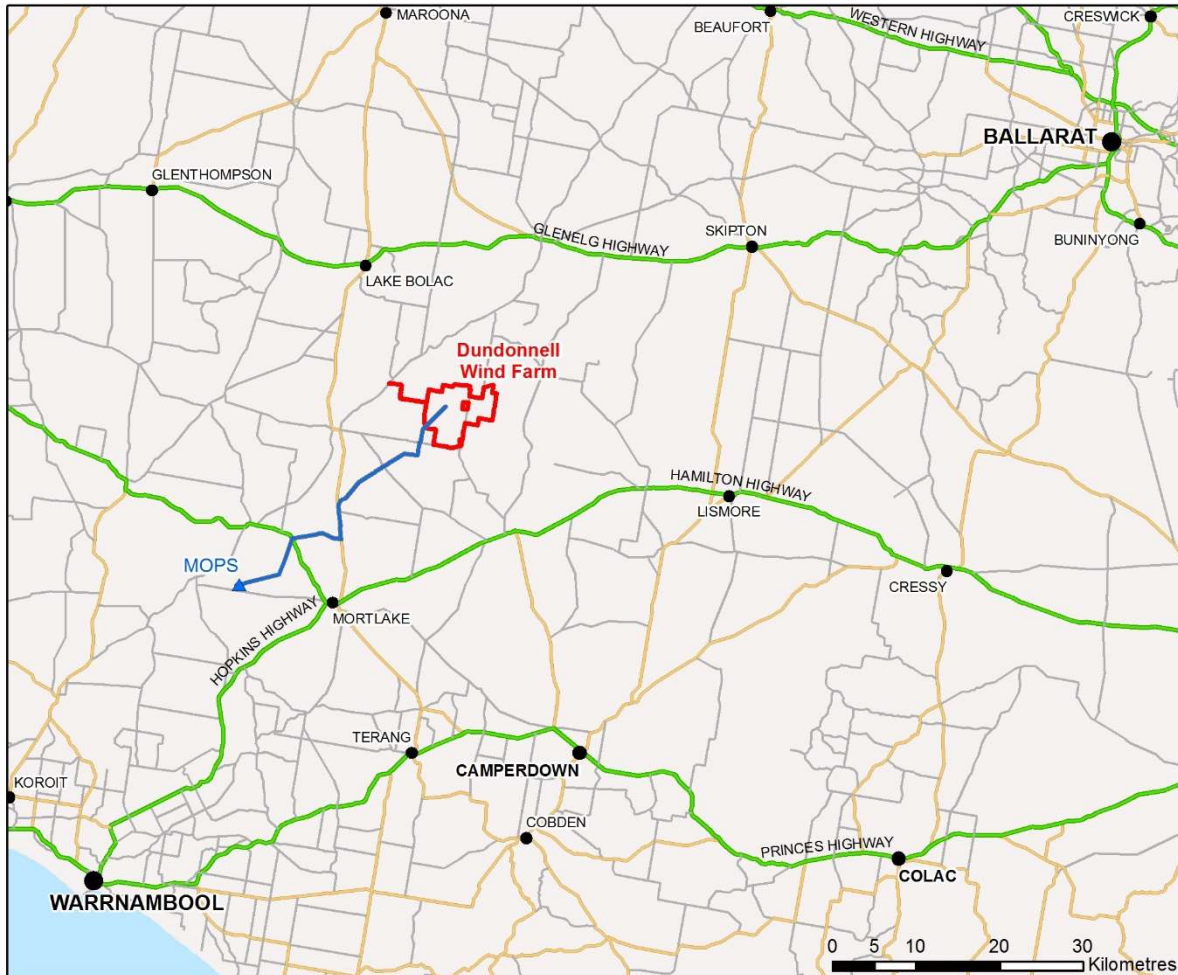 MAROONA
BEAUFORT
WESTERN HIGHWAY
CRESWICK
BALLARAT
GLENTHOMPSON
BUNINYONG
SKIPTON
GLENELG HIGHWAY
LAKE BOLAC
Dundonnell
Wind Farm
HAMILTON HIGHWAY
LISMORE
MOPS
CRESSY
MORTLAKE
HOPKINS HIGHWAY
TERANG
CAMPERDOWN
KOROIT
COBDEN
PRINCES HIGHWAY
COLAC
WARRNAMBOOL
0 5 10 20 30
Kilometres